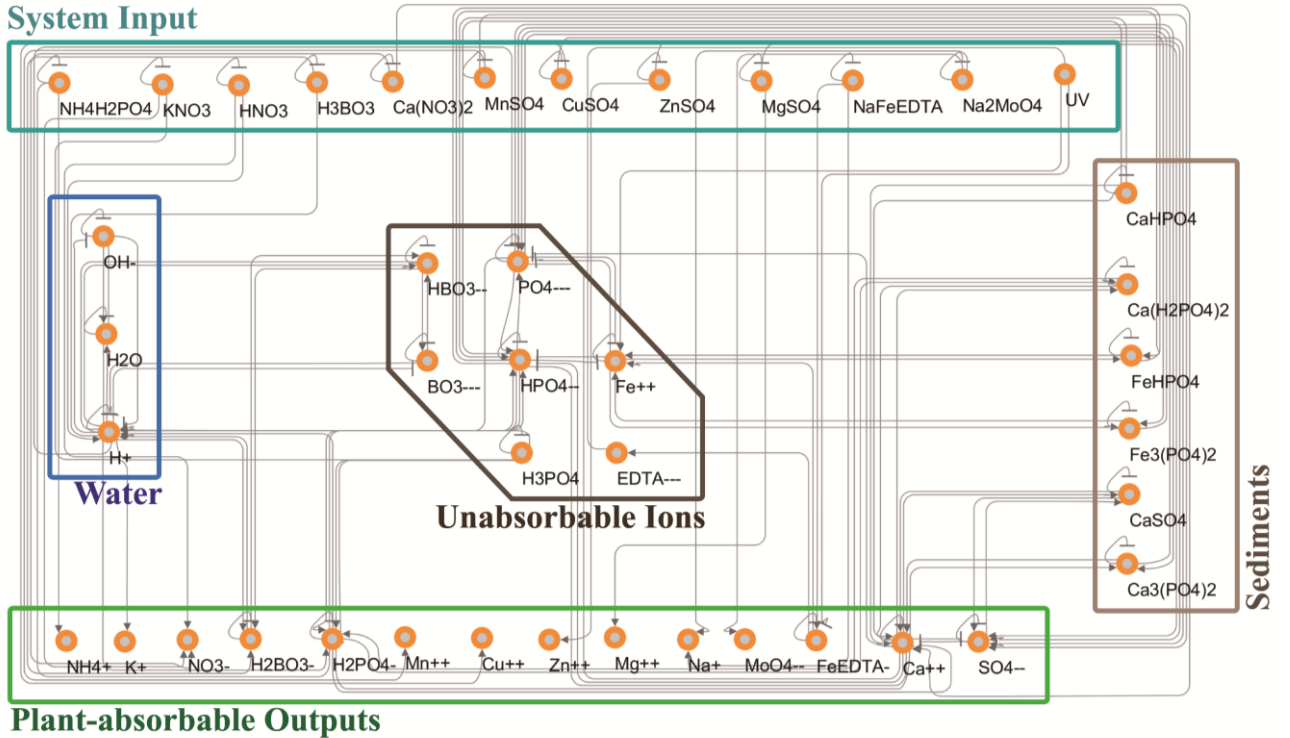 System Input
NH4H2PO4 KNO3 HNO3 H3BO3 Ca(NO3)2 MnSO4 CuSO4 ZnSO4 MgSO4 NaFeEDTA Na2MoO4 UV
OH-
H2O
H+
Water
HBO3-- PO4---
BO3--- HPO4-- Fe++
H3PO4 EDTA---
Unabsorbable Ions
CaHPO4
Ca(H2PO4)2
FeHPO4
Fe3(PO4)2
CaSO4
Ca3(PO4)2
Sediments
NH4+ K+ NO3- H2BO3- H2PO4- Mn++ Cu++ Zn++ Mg++ Na+ MoO4-- FeEDTA- Ca++ SO4--
Plant-absorbable Outputs